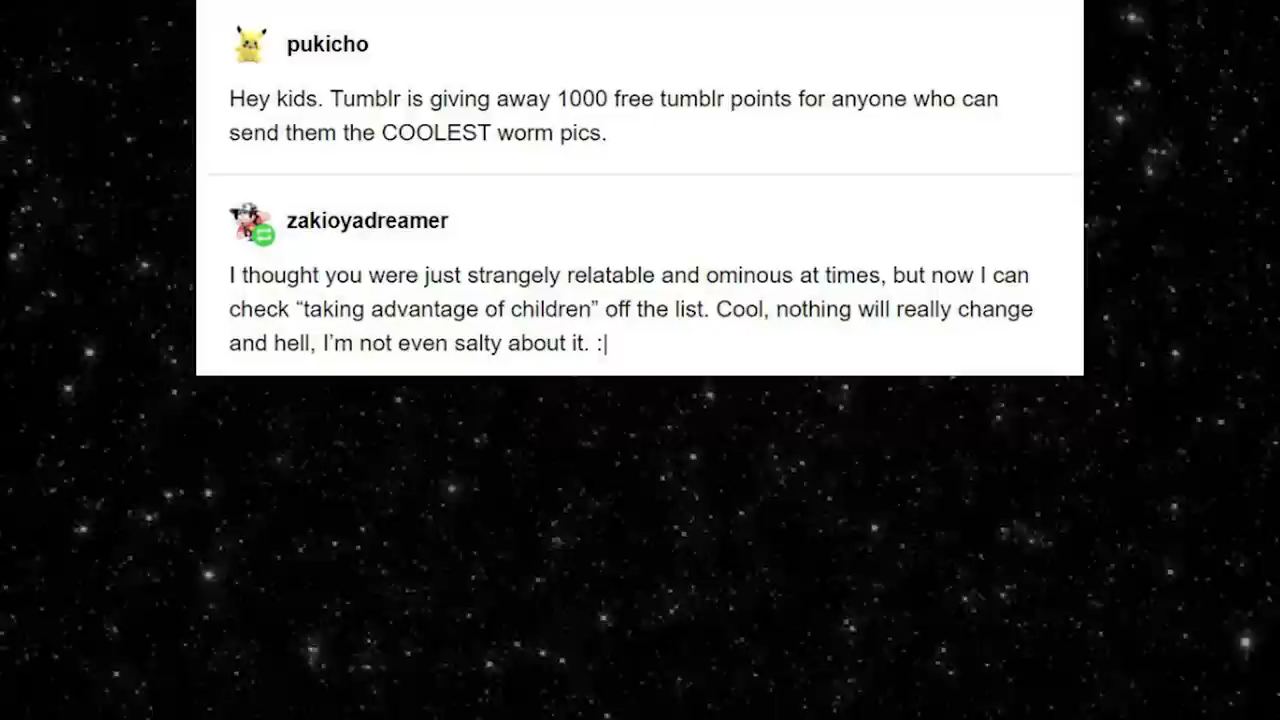 pukicho
Hey kids. Tumblr is giving away 1000 free tumblr points for anyone who can
send them the COOLEST worm pics.
zakioyadreamer
I thought you were just strangely relatable and ominous at times, but now I can
check “taking advantage of children” off the list. Cool, nothing will really change
and hell, I’m not even salty about it. :|